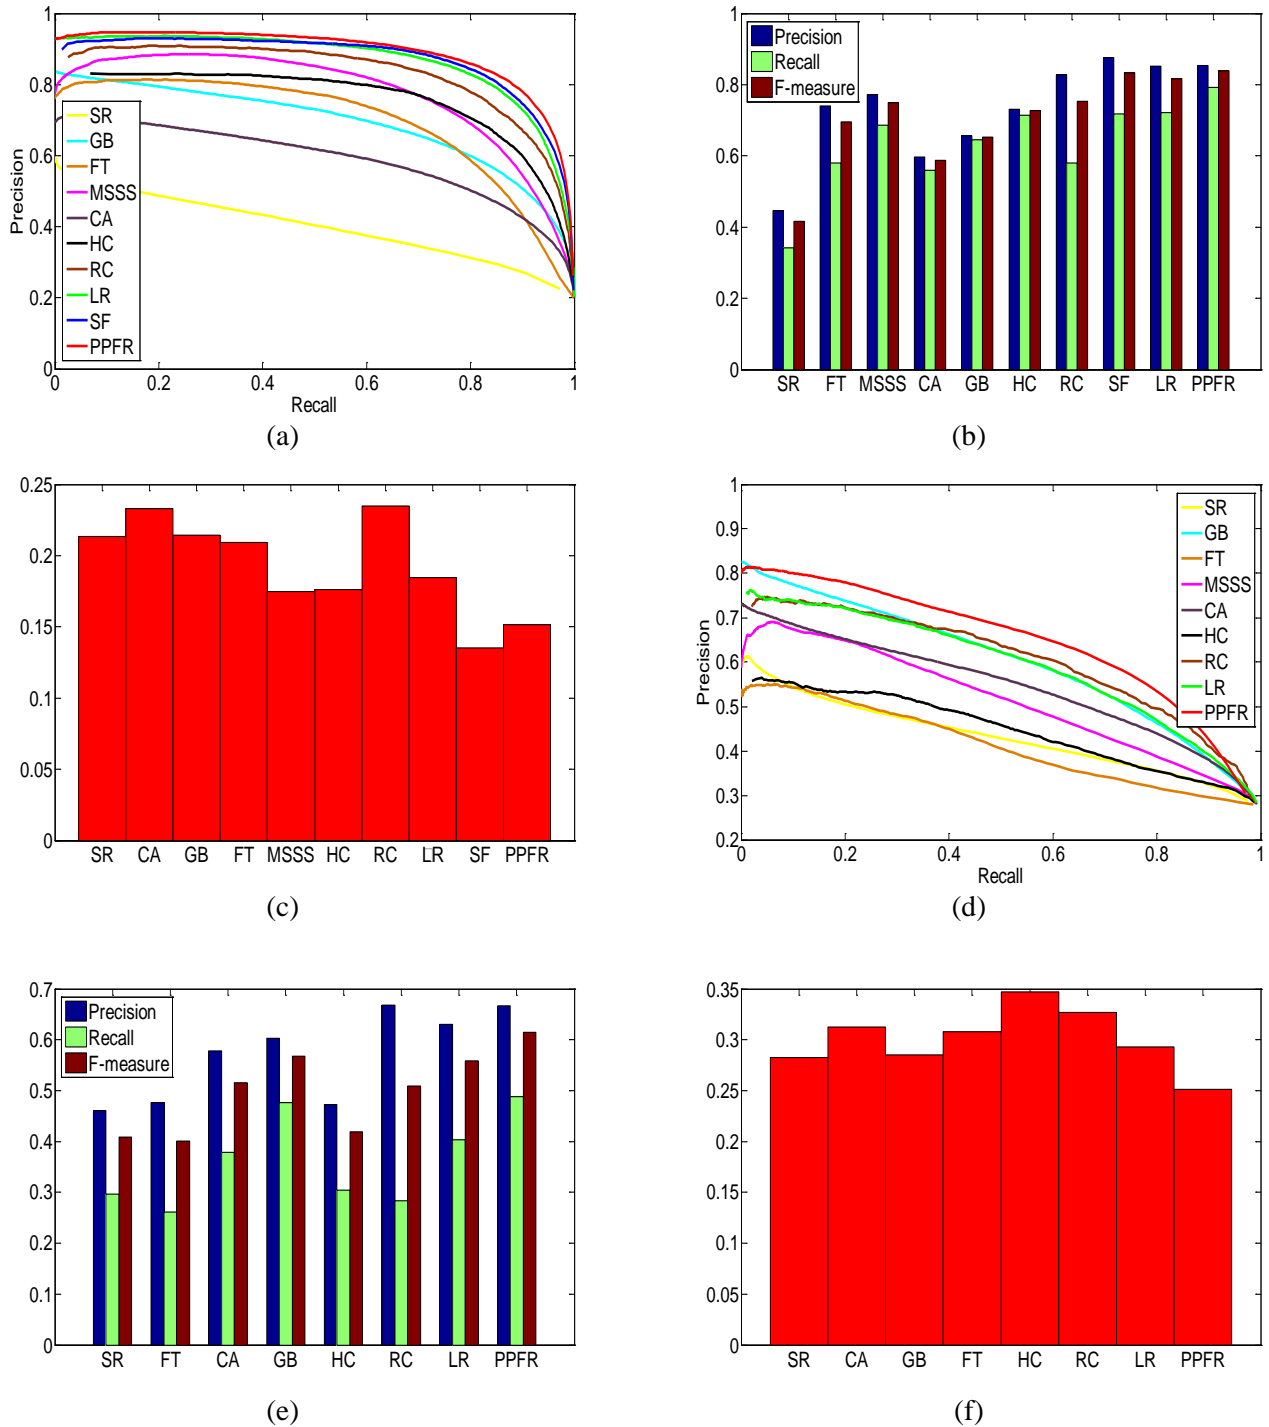 1
0.8
0.6
0.4
0.2
0
Precision
SR
GB
FT
MSSS
CA
HC
RC
LR
SF
PPFR
0 0.2 0.4 0.6 0.8 1
Recall
(a)
1
0.8
0.6
0.4
0.2
0
Precision
Recall
F-measure
SR FT MSSS CA GB HC RC SF LR PPFR
(b)
0.25
0.2
0.15
0.1
0.05
0
SR CA GB FT MSSS HC RC LR SF PPFR
(c)
1
0.9
0.8
0.7
0.6
0.5
0.4
0.3
0.2
Precision
SR
GB
FT
MSSS
CA
HC
RC
LR
PPFR
0 0.2 0.4 0.6 0.8 1
Recall
(d)
0.7
0.6
0.5
0.4
0.3
0.2
0.1
0
Precision
Recall
F-measure
SR FT CA GB HC RC LR PPFR
(e)
0.35
0.3
0.25
0.2
0.15
0.1
0.05
0
SR CA GB FT HC RC LR PPFR
(f)